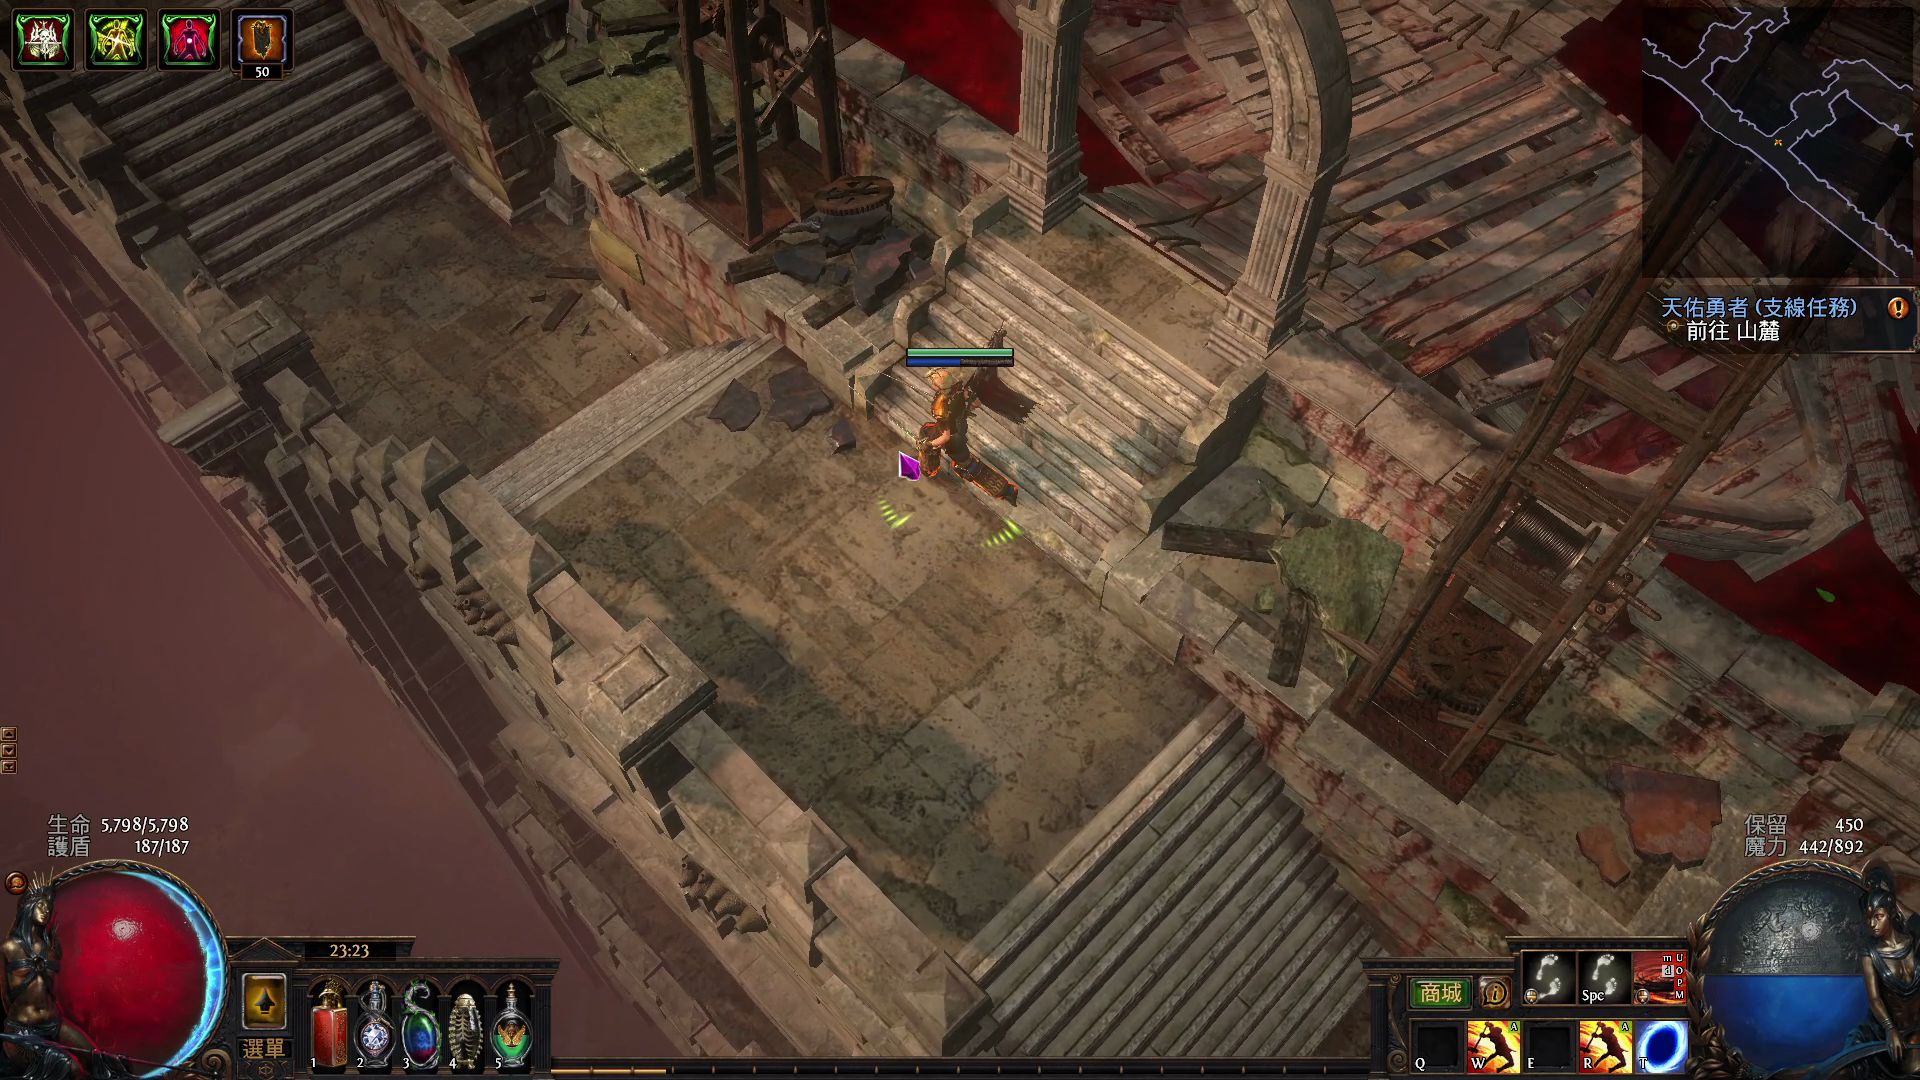 50
天佑勇者 (支線任務)
前往 山麓
生命 5,798/5,798
護盾 187/187
保留 450
魔力 442/892
23:23
選單
1 2 3 4 5
商城
Spc
m U
d O
P
M
A A
Q W E R T